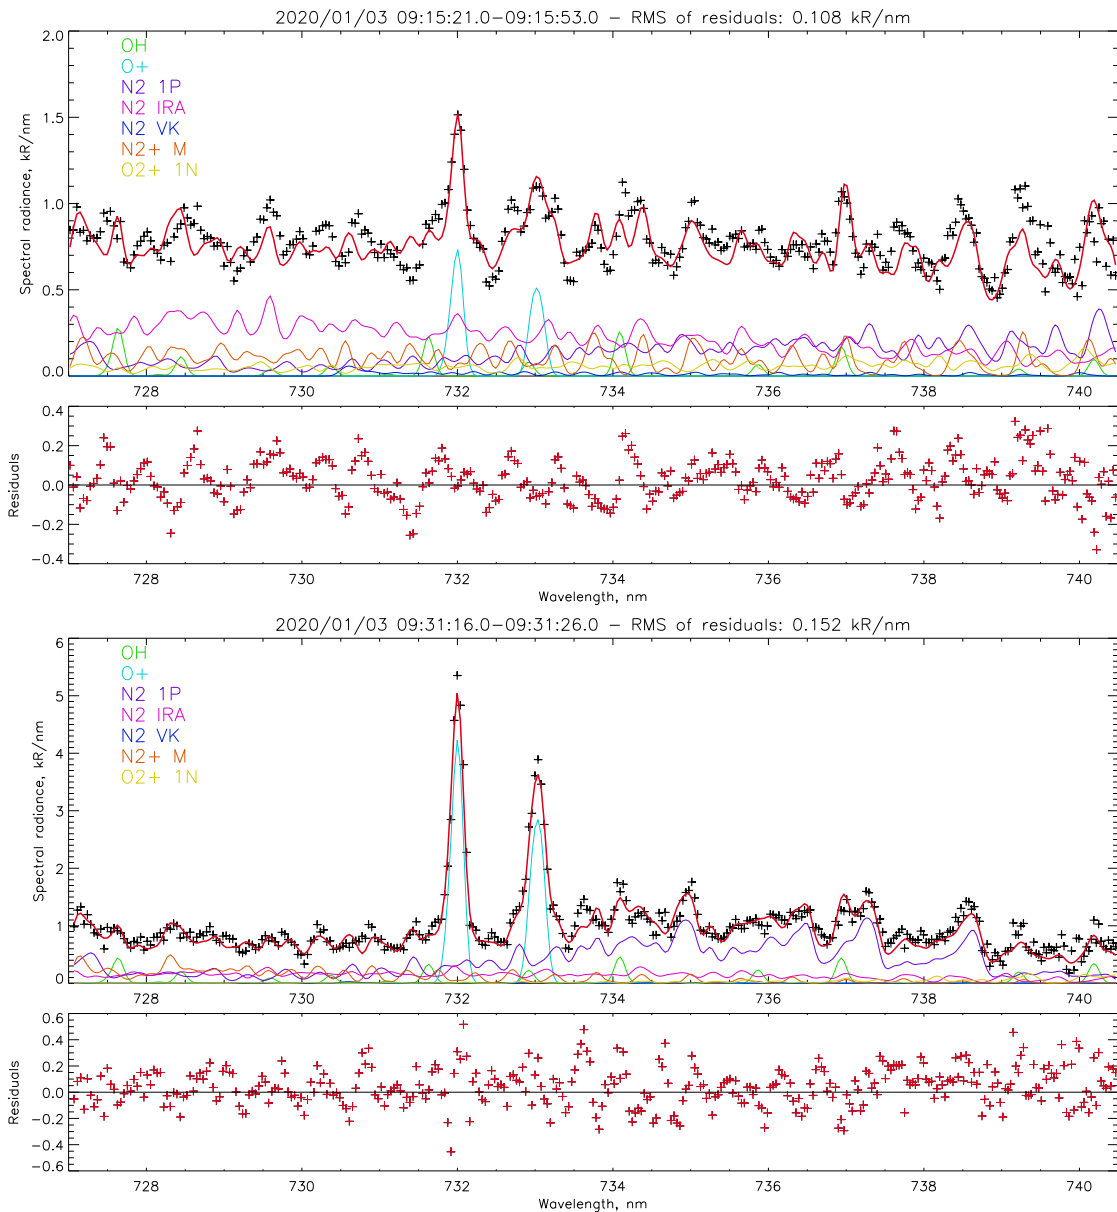 2020/01/03 09:15:21.0−09:15:53.0 − RMS of residuals: 0.108 kR/nm
2.0
1.5
1.0
0.5
0.0
Spectral radiance, kR/nm
OH
O+
N2 1P
N2 IRA
N2 VK
N2+ M
O2+ 1N
728 730 732 734 736 738 740
0.4
0.2
0.0
−0.2
−0.4
Residuals
728 730 732 734 736 738 740
Wavelength, nm
2020/01/03 09:31:16.0−09:31:26.0 − RMS of residuals: 0.152 kR/nm
6
5
4
3
2
1
0
Spectral radiance, kR/nm
OH
O+
N2 1P
N2 IRA
N2 VK
N2+ M
O2+ 1N
728 730 732 734 736 738 740
0.6
0.4
0.2
0.0
−0.2
−0.4
−0.6
Residuals
728 730 732 734 736 738 740
Wavelength, nm